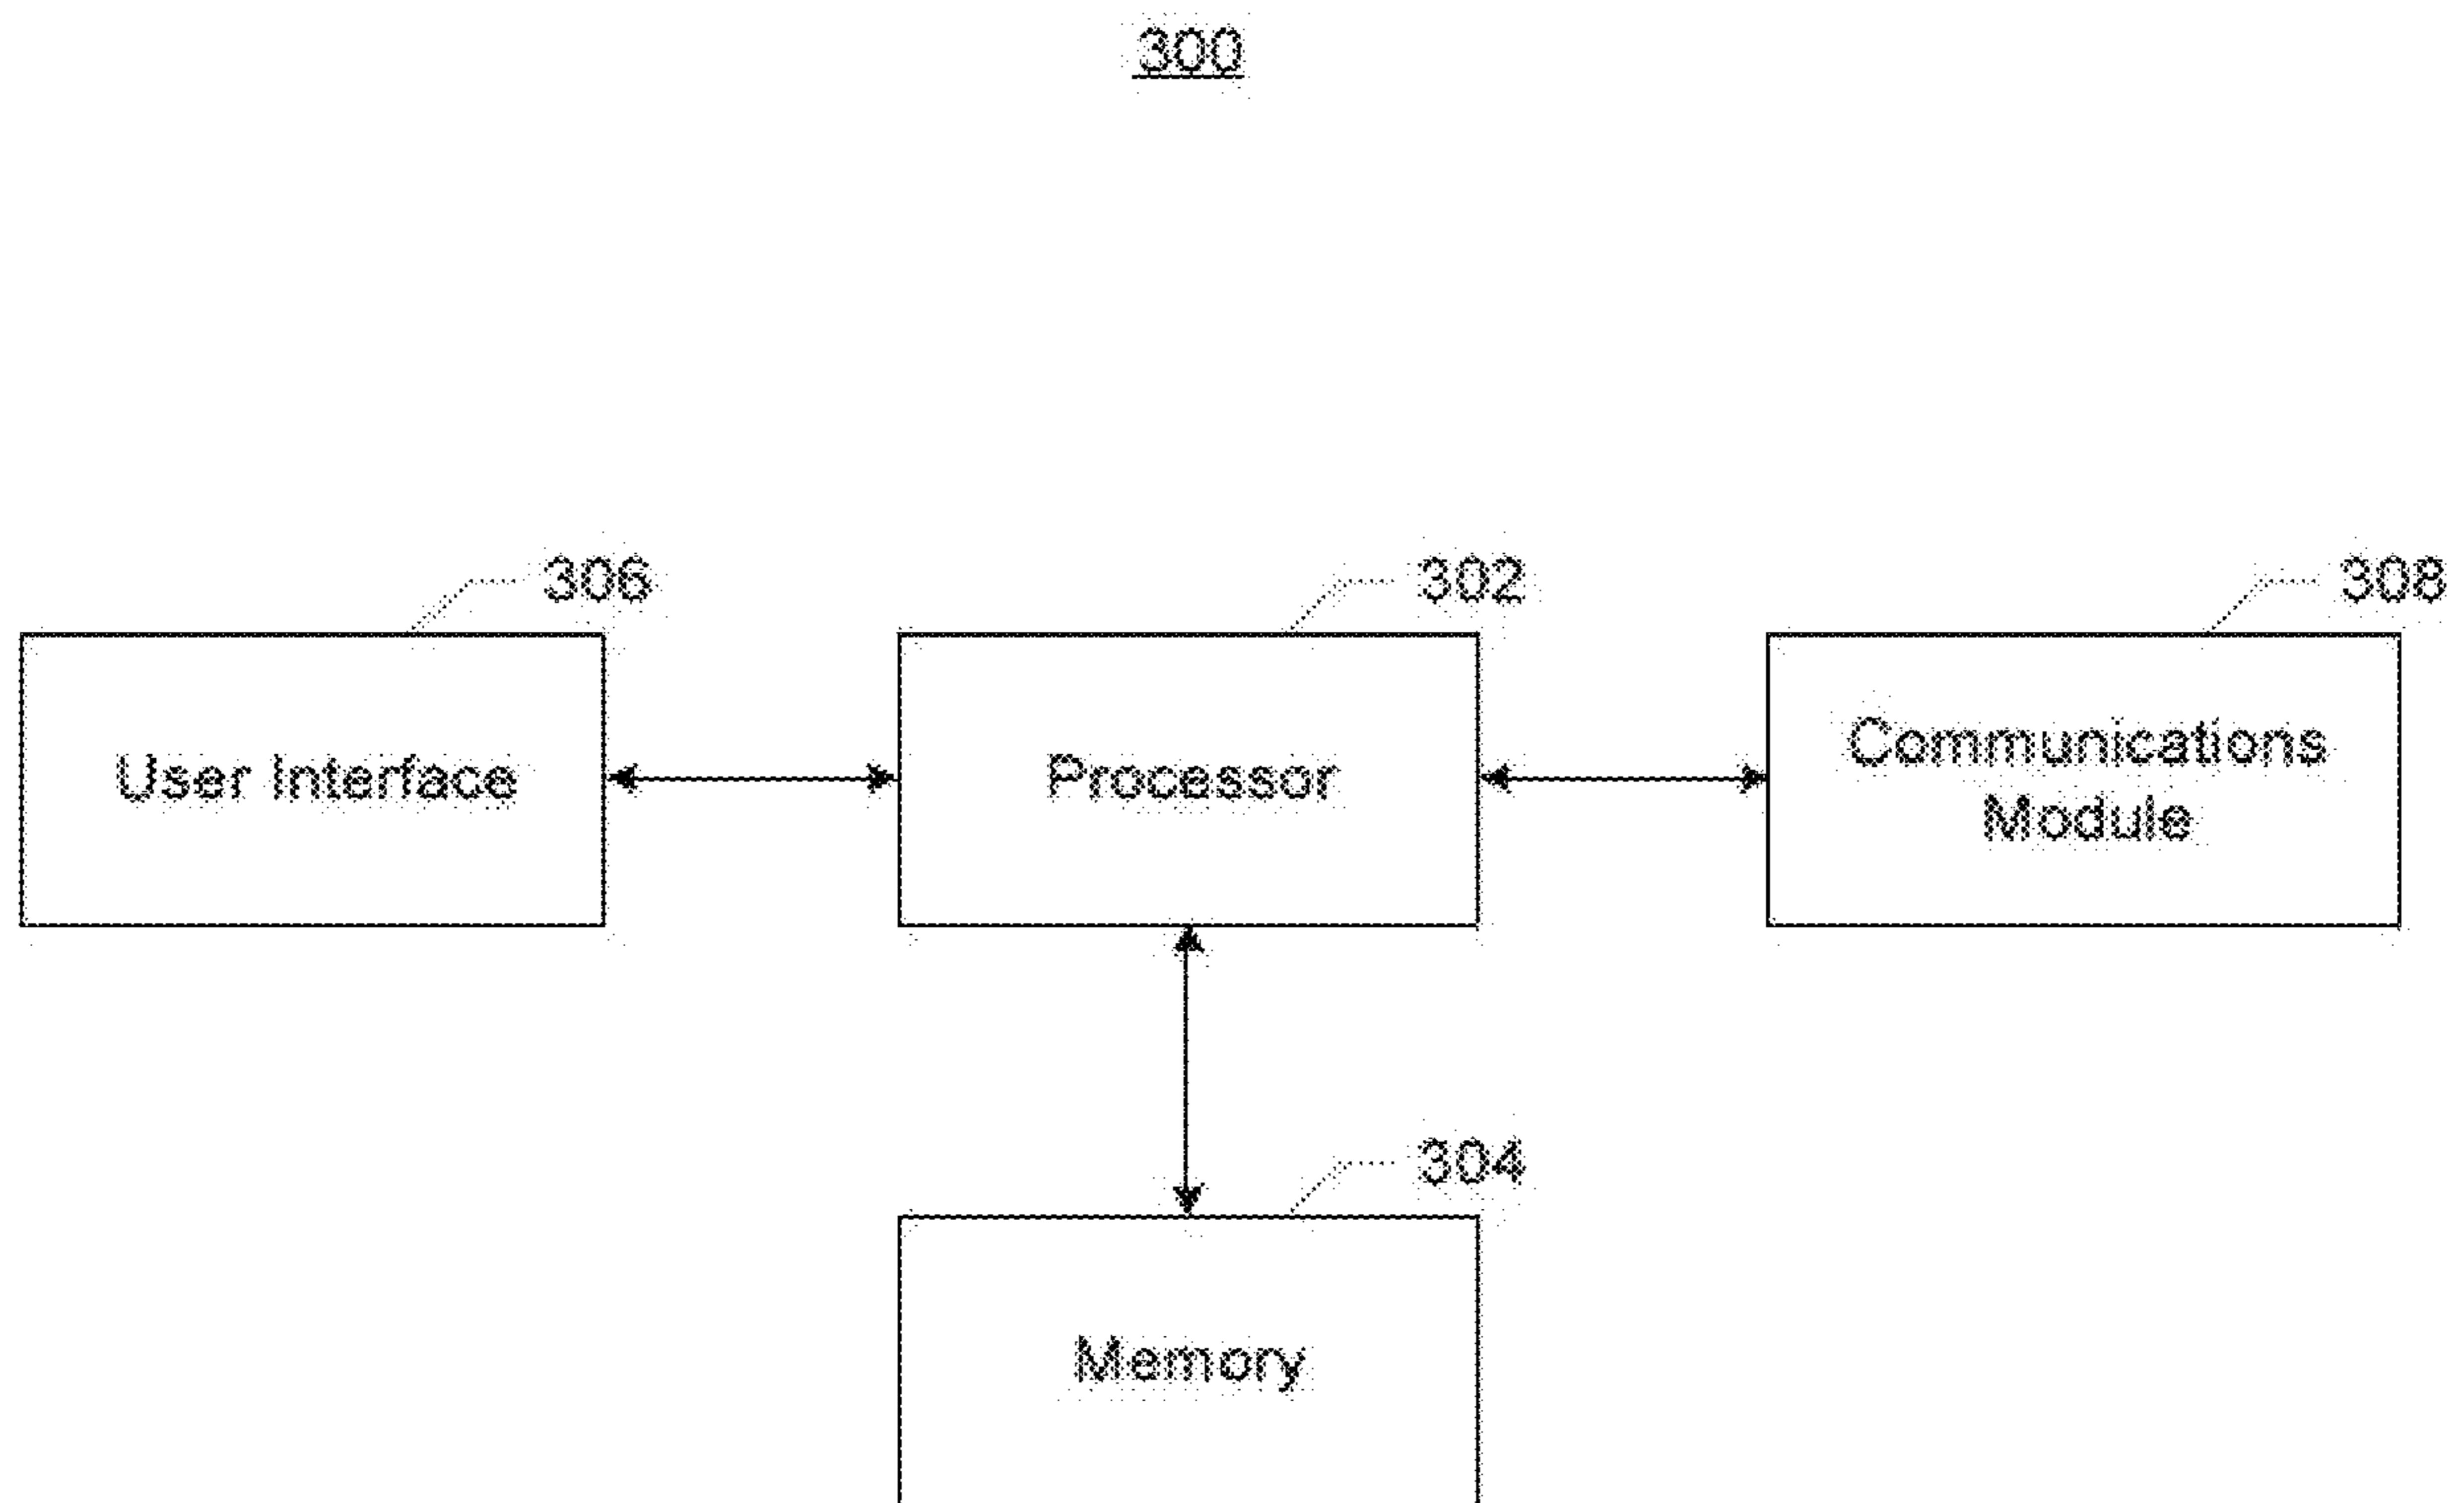 300
306
302
308
User Interface
Processor
Communications
Module
304
Memory